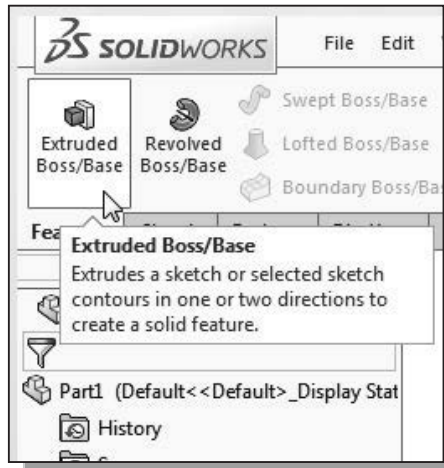 SOLIDWORKS
File Edit
Extruded Boss/Base
Revolved Boss/Base
Swept Boss/Base
Lofted Boss/Base
Boundary Boss/Ba
Fea
Extruded Boss/Base
Extrudes a sketch or selected sketch
contours in one or two directions to
create a solid feature.
Part1 (Default<<Default>_Display Stat
History